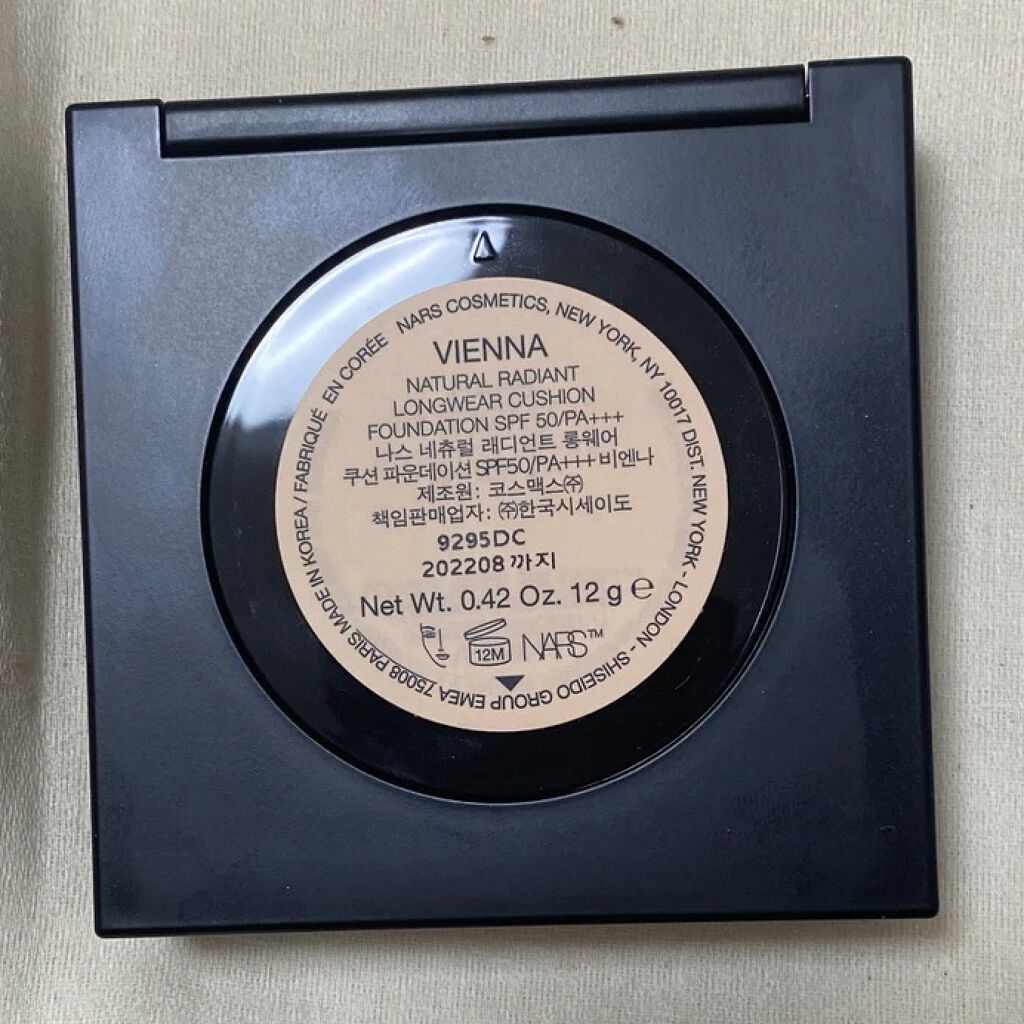 NARS COSMETICS, NEW YORK, NY 10017 DIST. NEW YORK - LONDON - SHISEIDO GROUP EMEA 75008 PARIS MADE IN KOREA / FABRIQUÉ EN CORÉE
VIENNA
NATURAL RADIANT
LONGWEAR CUSHION
FOUNDATION SPF 50/PA+++
나스 네츄럴 래디언트 롱웨어
쿠션 파운데이션 SPF50/PA+++ 비엔나
제조원: 코스맥스㈜
책임판매업자: ㈜한국시세이도
9295DC
202208 까지
Net Wt. 0.42 Oz. 12 g ℮
12M NARS™